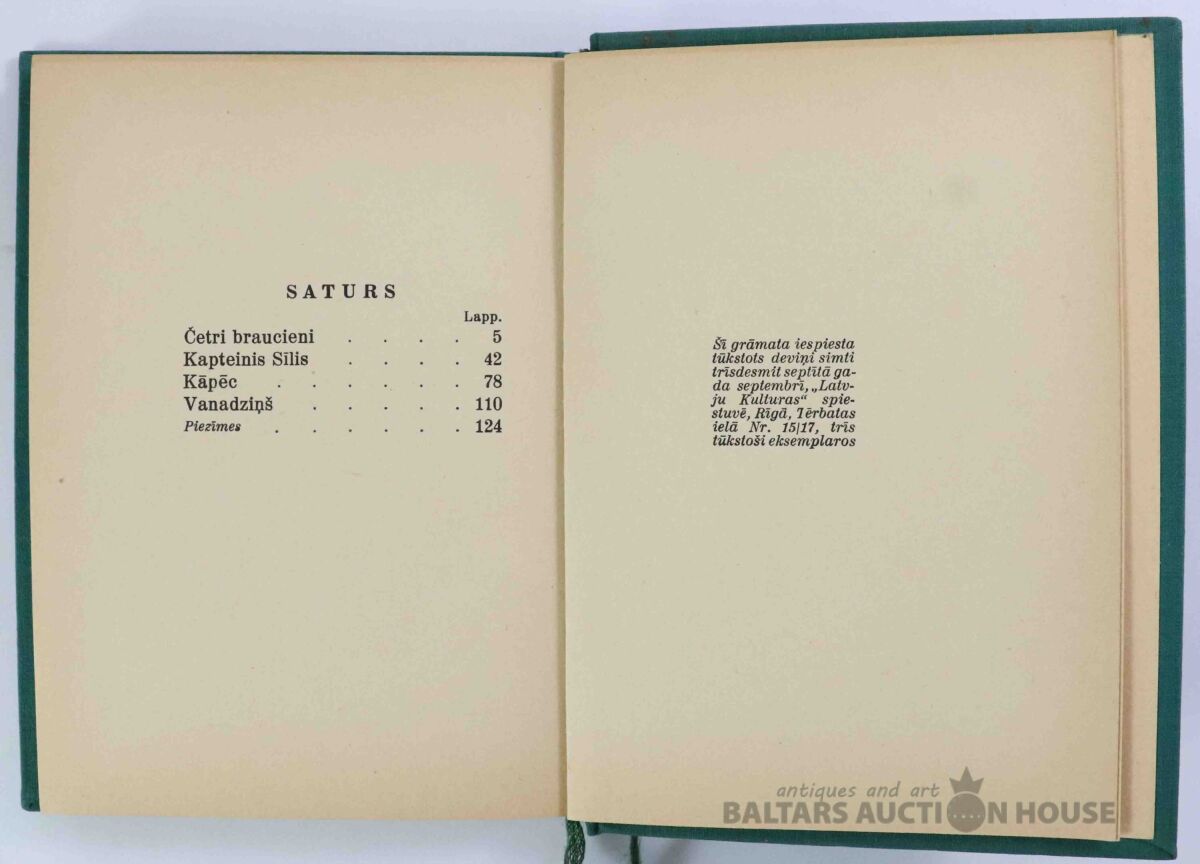 SATURS
Lapp.
Četri braucieni . . . . 5
Kapteinis Sīlis . . . . 42
Kāpēc . . . . . . 78
Vanadziņš . . . . . 110
Piezīmes . . . . . . 124
Šī grāmata iespiesta
tūkstots deviņi simti
trīsdesmit septītā ga-
da septembrī, „Latv-
ju Kulturas“ spie-
stuvē, Rīgā, Tērbatas
ielā Nr. 15/17, trīs
tūkstoši eksemplaros
antiques and art
BALTARS AUCTION HOUSE